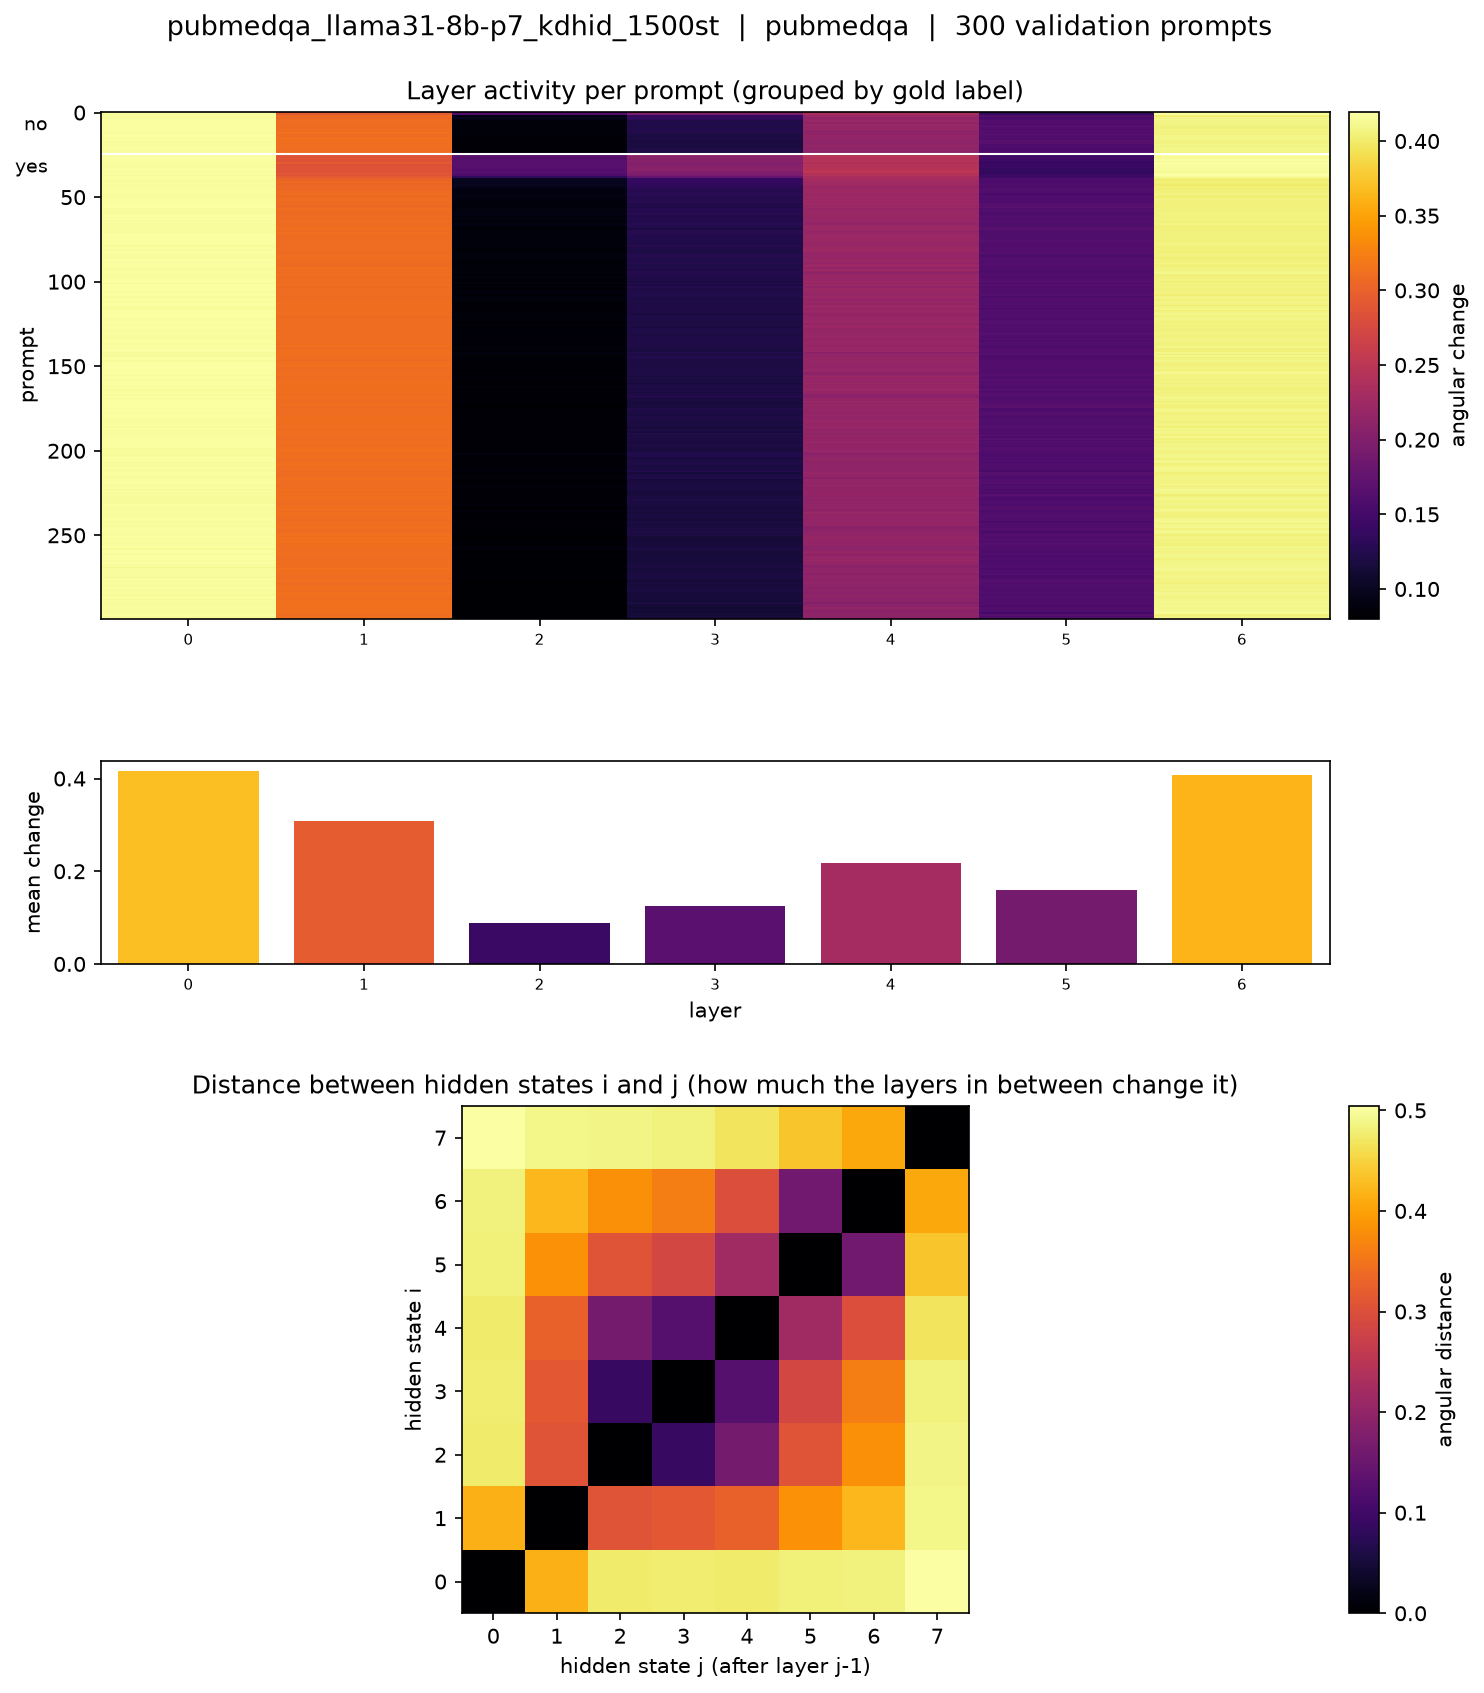 pubmedqa_llama31-8b-p7_kdhid_1500st  |  pubmedqa  |  300 validation prompts
Layer activity per prompt (grouped by gold label)
no
yes
prompt
0
50
100
150
200
250
0 1 2 3 4 5 6
0.40
0.35
0.30
0.25
0.20
0.15
0.10
angular change
mean change
0.4
0.2
0.0
0 1 2 3 4 5 6
layer
Distance between hidden states i and j (how much the layers in between change it)
hidden state i
7
6
5
4
3
2
1
0
0 1 2 3 4 5 6 7
hidden state j (after layer j-1)
0.5
0.4
0.3
0.2
0.1
0.0
angular distance